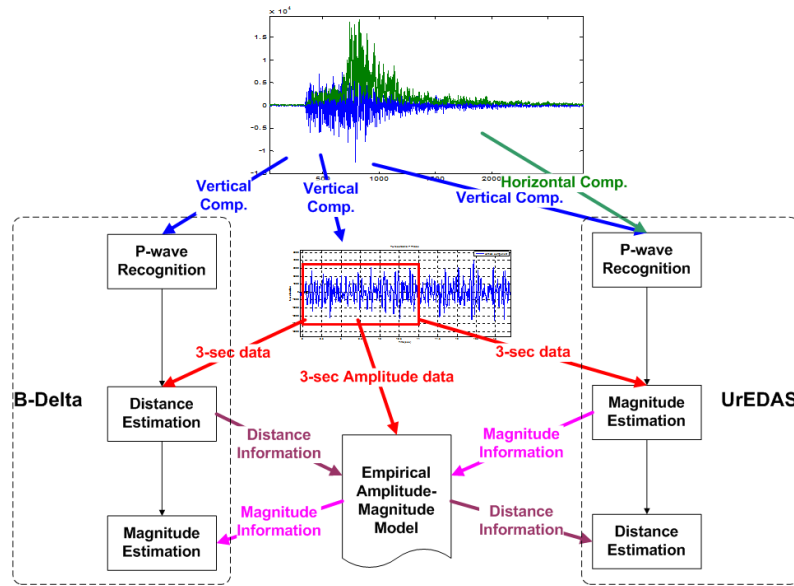 x 10⁴
1.5
1
0.5
0
-0.5
-1
500
1000
2000
Vertical
Comp.
Vertical
Comp.
Horizontal Comp.
Vertical Comp.
P-wave
Recognition
P-wave
Recognition
3-sec data
3-sec Amplitude data
3-sec data
B-Delta
Distance
Estimation
Magnitude
Estimation
UrEDAS
Distance
Information
Magnitude
Information
Empirical
Amplitude-
Magnitude
Model
Magnitude
Information
Distance
Information
Magnitude
Estimation
Distance
Estimation